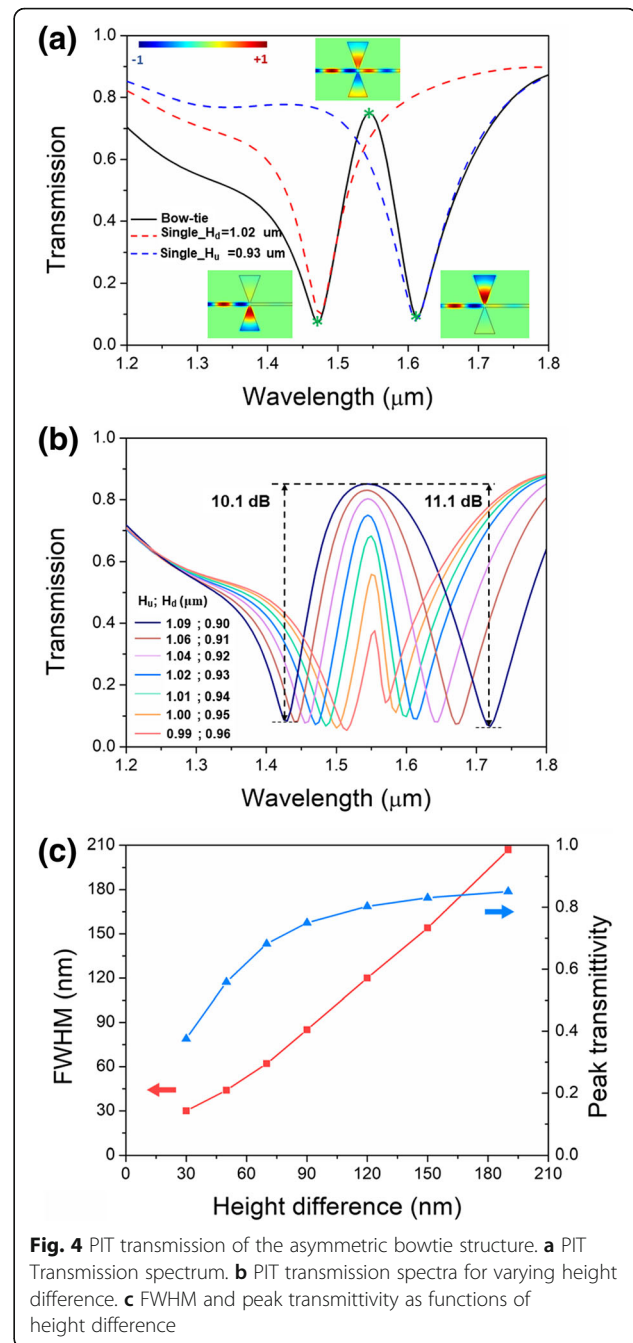 (a)
-1
+1
1.0
0.8
0.6
0.4
0.2
0.0
Transmission
Bow-tie
Single_H_d=1.02 um
Single_H_u =0.93 um
1.2 1.3 1.4 1.5 1.6 1.7 1.8
Wavelength (μm)
(b)
1.0
0.8
0.6
0.4
0.2
0.0
Transmission
10.1 dB
11.1 dB
H_u; H_d (μm)
1.09 ; 0.90
1.06 ; 0.91
1.04 ; 0.92
1.02 ; 0.93
1.01 ; 0.94
1.00 ; 0.95
0.99 ; 0.96
1.2 1.3 1.4 1.5 1.6 1.7 1.8
Wavelength (μm)
(c)
210
180
150
120
90
60
30
0
FWHM (nm)
1.0
0.8
0.6
0.4
0.2
0.0
Peak transmittivity
0 30 60 90 120 150 180 210
Height difference (nm)
Fig. 4 PIT transmission of the asymmetric bowtie structure. a PIT
Transmission spectrum. b PIT transmission spectra for varying height
difference. c FWHM and peak transmittivity as functions of
height difference